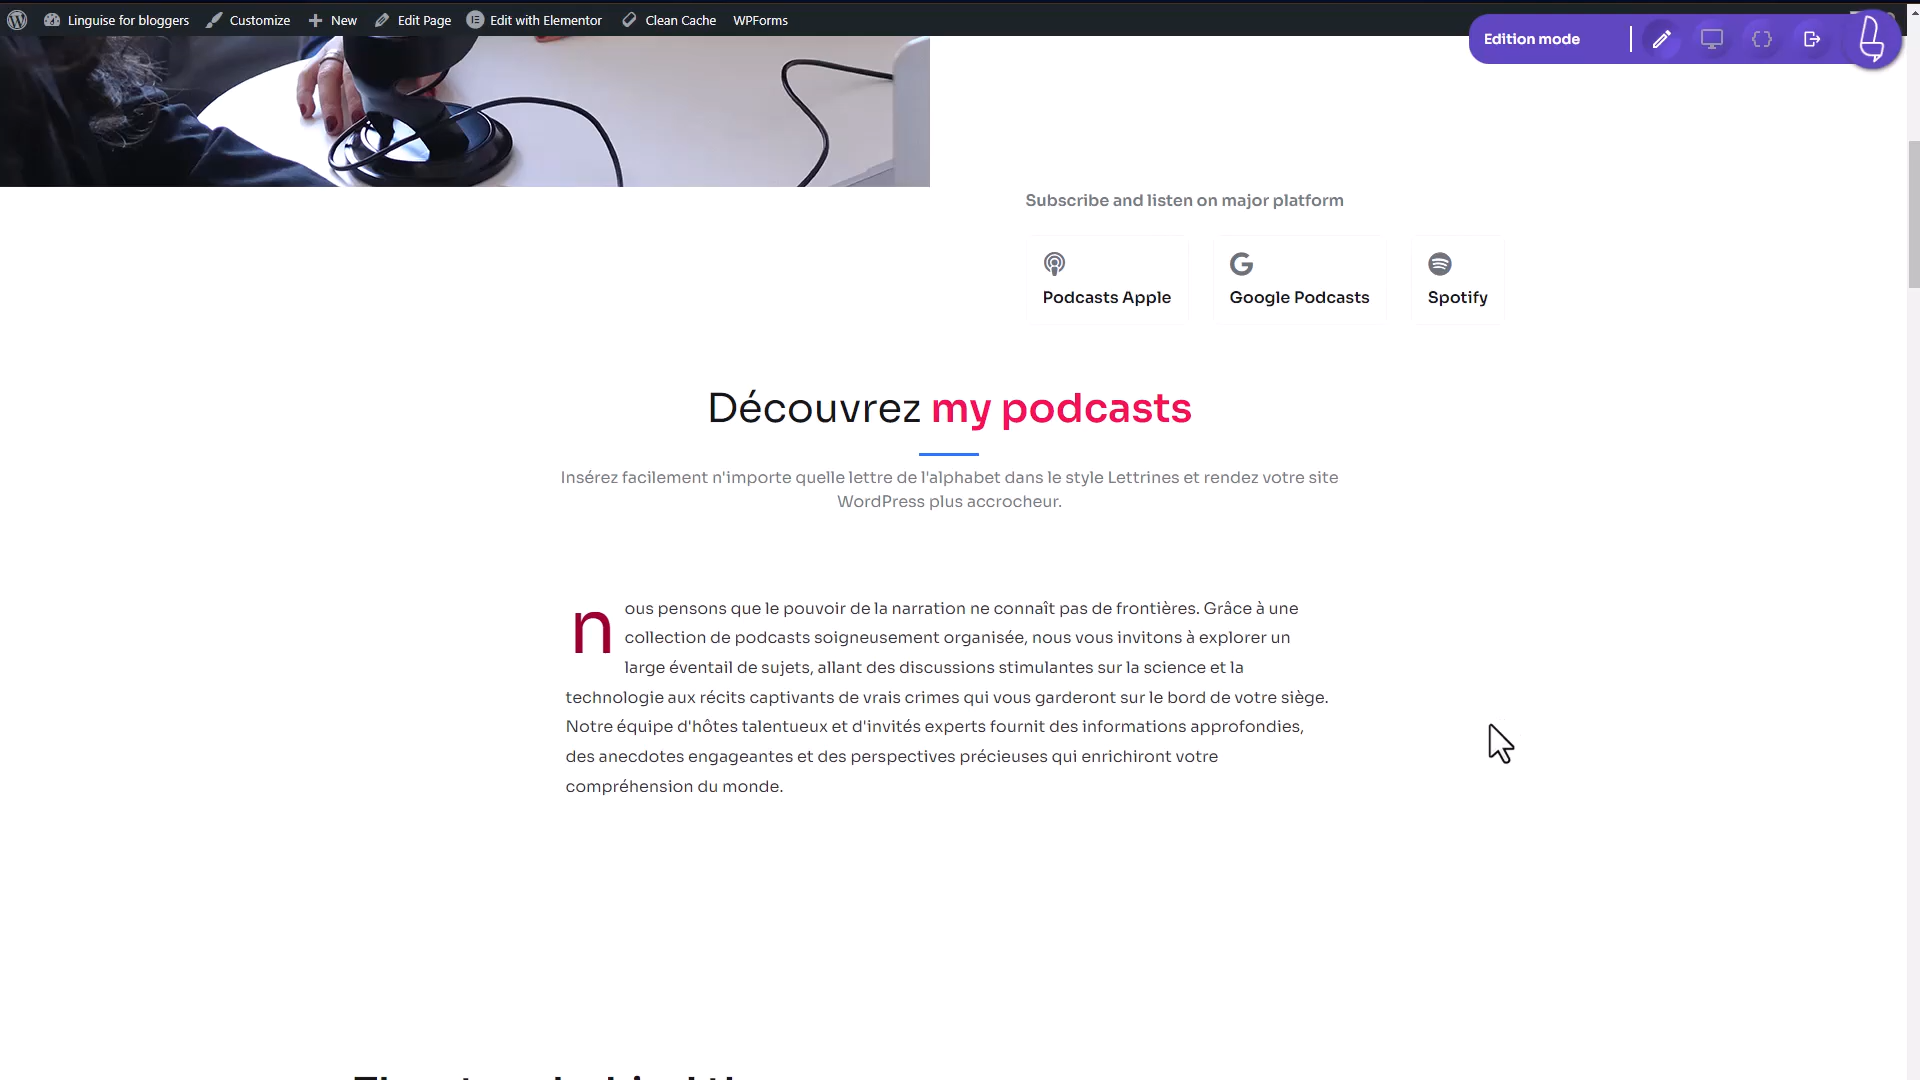 Linguise for bloggers Customize New Edit Page Edit with Elementor Clean Cache WPForms
Edition mode
Subscribe and listen on major platform
Podcasts Apple
Google Podcasts
Spotify
Découvrez my podcasts
Insérez facilement n'importe quelle lettre de l'alphabet dans le style Lettrines et rendez votre site
WordPress plus accrocheur.
nous pensons que le pouvoir de la narration ne connaît pas de frontières. Grâce à une
collection de podcasts soigneusement organisée, nous vous invitons à explorer un
large éventail de sujets, allant des discussions stimulantes sur la science et la
technologie aux récits captivants de vrais crimes qui vous garderont sur le bord de votre siège.
Notre équipe d'hôtes talentueux et d'invités experts fournit des informations approfondies,
des anecdotes engageantes et des perspectives précieuses qui enrichiront votre
compréhension du monde.